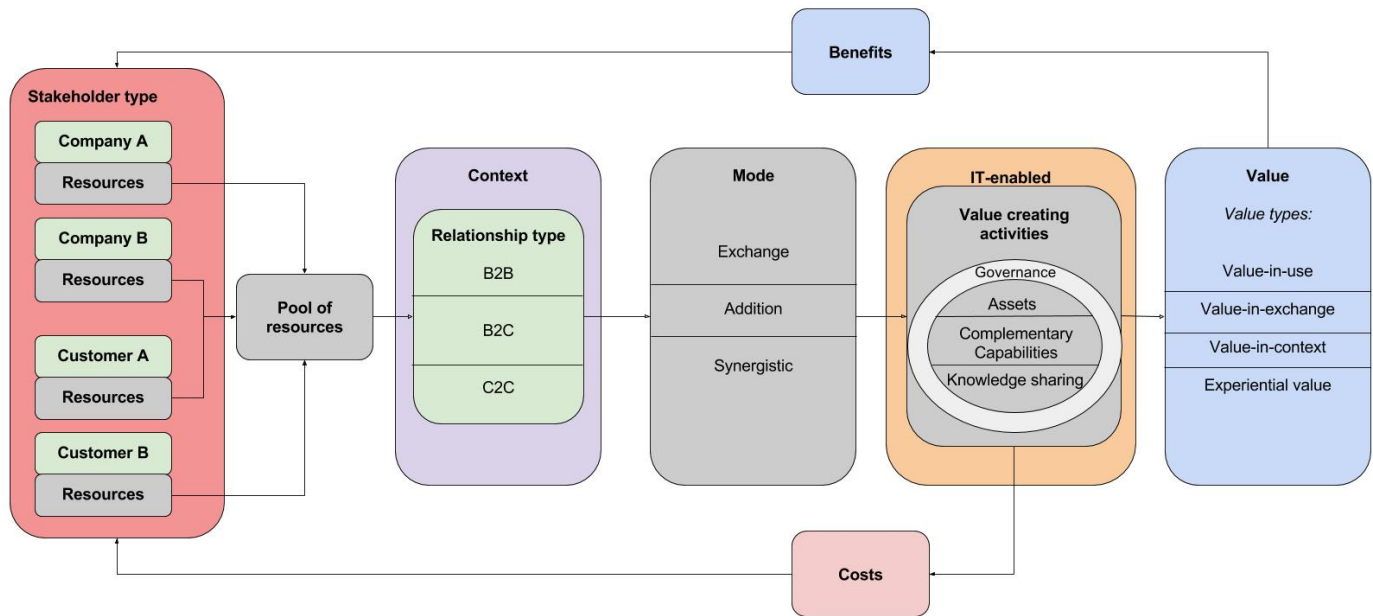 Benefits
Stakeholder type
Company A
Resources
Company B
Resources
Customer A
Resources
Customer B
Resources
Pool of
resources
Context
Relationship type
B2B
B2C
C2C
Mode
Exchange
Addition
Synergistic
IT-enabled
Value creating
activities
Governance
Assets
Complementary
Capabilities
Knowledge sharing
Value
Value types:
Value-in-use
Value-in-exchange
Value-in-context
Experiential value
Costs